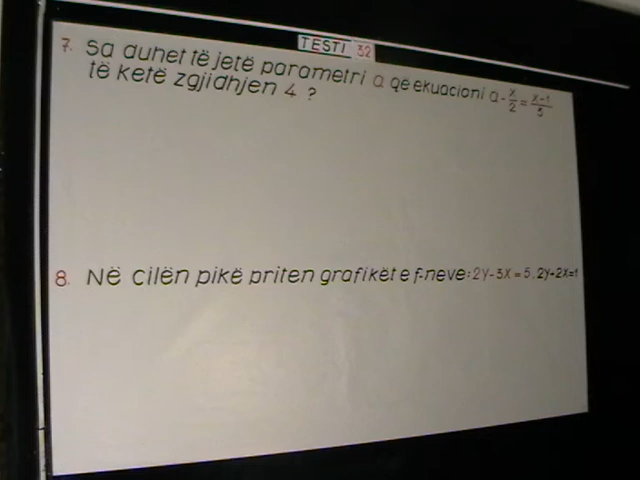 TESTI 32
7. Sa duhet të jetë parametri a që ekuacioni a - x/2 = x-1/5
të ketë zgjidhjen 4 ?
8. Në cilën pikë priten grafikët e f-neve: 2y-3x = 5, 2y+2x=1